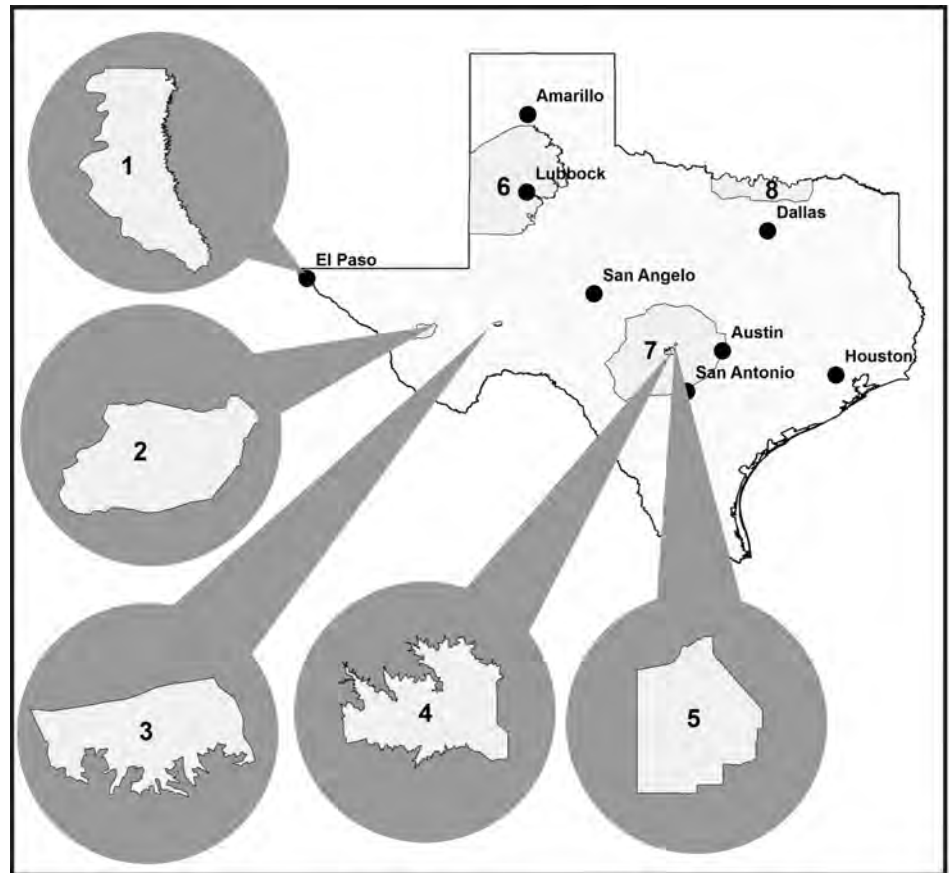 Amarillo
1
6
Lubbock
8
Dallas
El Paso
San Angelo
7
Austin
San Antonio
Houston
2
3
4
5